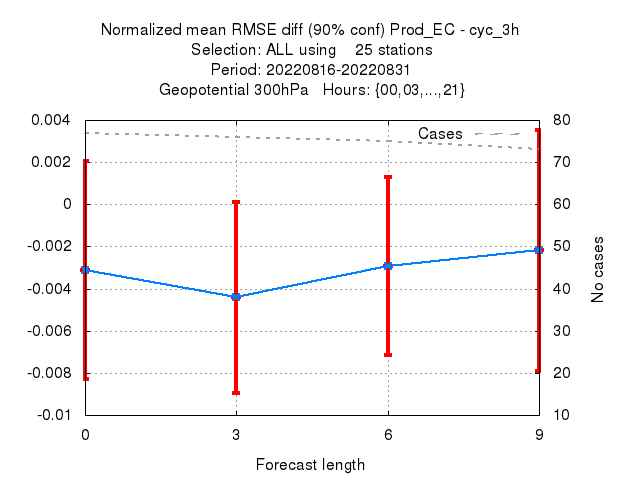 Normalized mean RMSE diff (90% conf) Prod_EC - cyc_3h
Selection: ALL using    25 stations
Period: 20220816-20220831
Geopotential 300hPa   Hours: {00,03,...,21}
Cases
0.004
0.002
0
-0.002
-0.004
-0.006
-0.008
-0.01
80
70
60
50
40
30
20
10
No cases
0 3 6 9
Forecast length